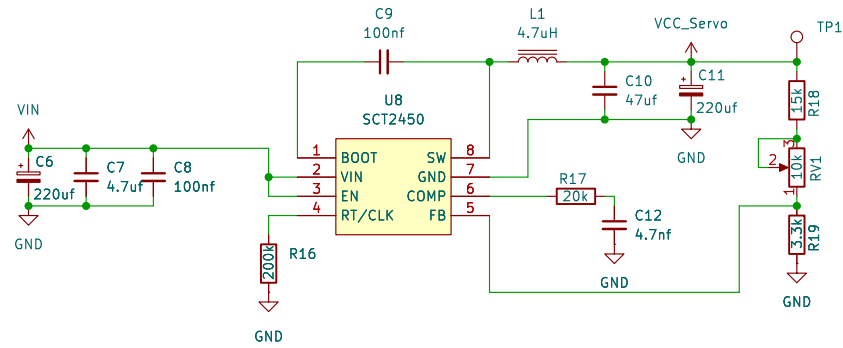 C9
100nf
L1
4.7uH
VCC_Servo
TP1
C10
47uf
C11
+
220uf
15k
R18
GND
VIN
U8
SCT2450
C6
+
220uf
C7
4.7uf
C8
100nf
GND
1
BOOT
SW
8
2
VIN
GND
7
3
EN
COMP
6
4
RT/CLK
FB
5
R17
20k
C12
4.7nf
GND
3
2
10k
RV1
1
3.3k
R19
GND
200k
R16
GND